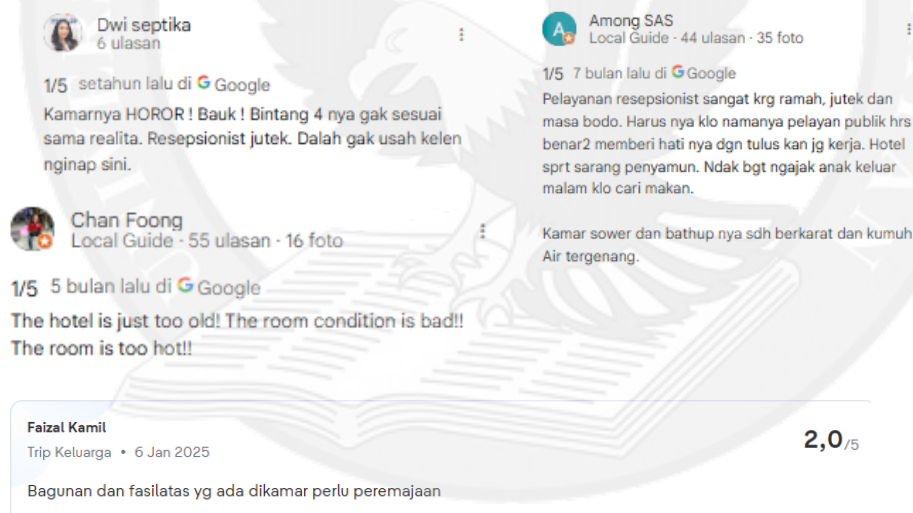 Dwi septika
6 ulasan
1/5 setahun lalu di Google
Kamarnya HOROR ! Bauk ! Bintang 4 nya gak sesuai
sama realita. Resepsionist jutek. Dalah gak usah kelen
nginap sini.
A
Among SAS
Local Guide · 44 ulasan · 35 foto
1/5 7 bulan lalu di Google
Pelayanan resepsionist sangat krg ramah, jutek dan
masa bodo. Harus nya klo namanya pelayan publik hrs
benar2 memberi hati nya dgn tulus kan jg kerja. Hotel
sprt sarang penyamun. Ndak bgt ngajak anak keluar
malam klo cari makan.
Kamar sower dan bathup nya sdh berkarat dan kumuh
Air tergenang.
Chan Foong
Local Guide · 55 ulasan · 16 foto
1/5 5 bulan lalu di Google
The hotel is just too old! The room condition is bad!!
The room is too hot!!
Faizal Kamil
Trip Keluarga • 6 Jan 2025
2,0/5
Bagunan dan fasilatas yg ada dikamar perlu peremajaan